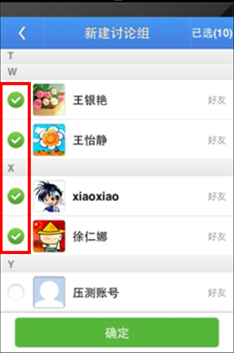 新建讨论组 已选(10)
T
W
王银艳 好友
王怡静 好友
X
xiaoxiao 好友
徐仁娜 好友
Y
压测账号 好友
确定